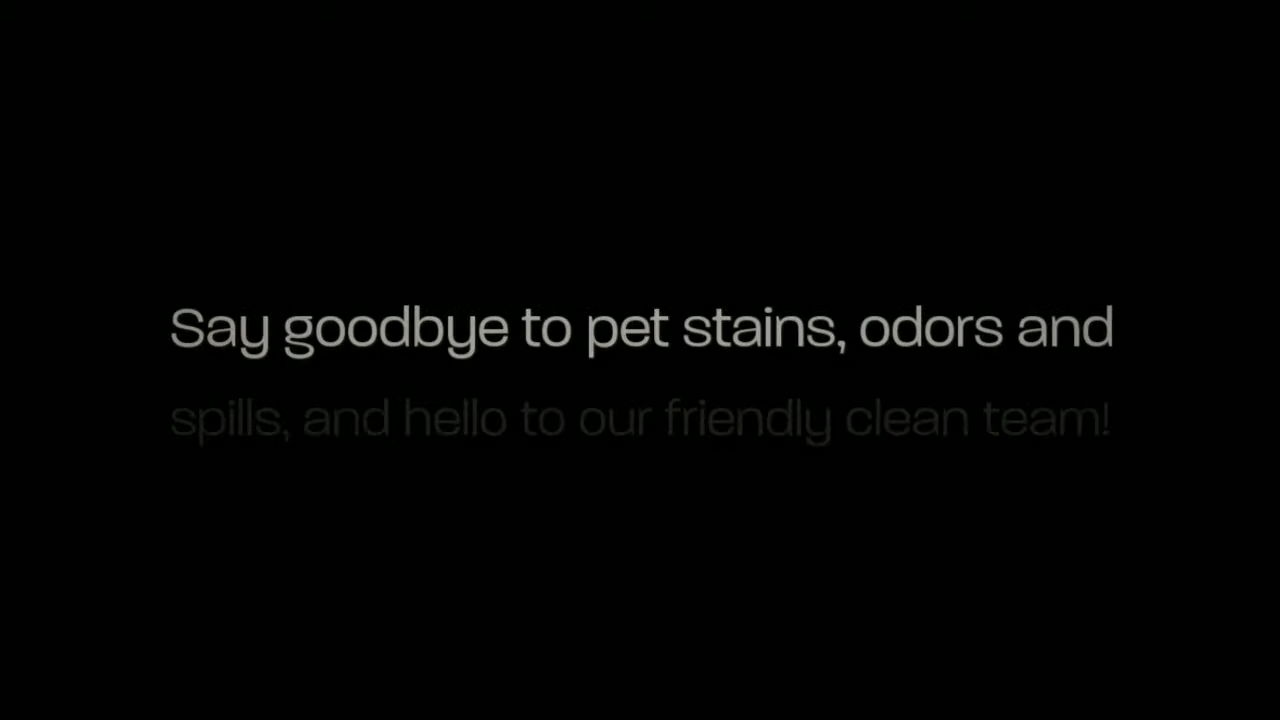 Say goodbye to pet stains, odors and
spills, and hello to our friendly clean team!